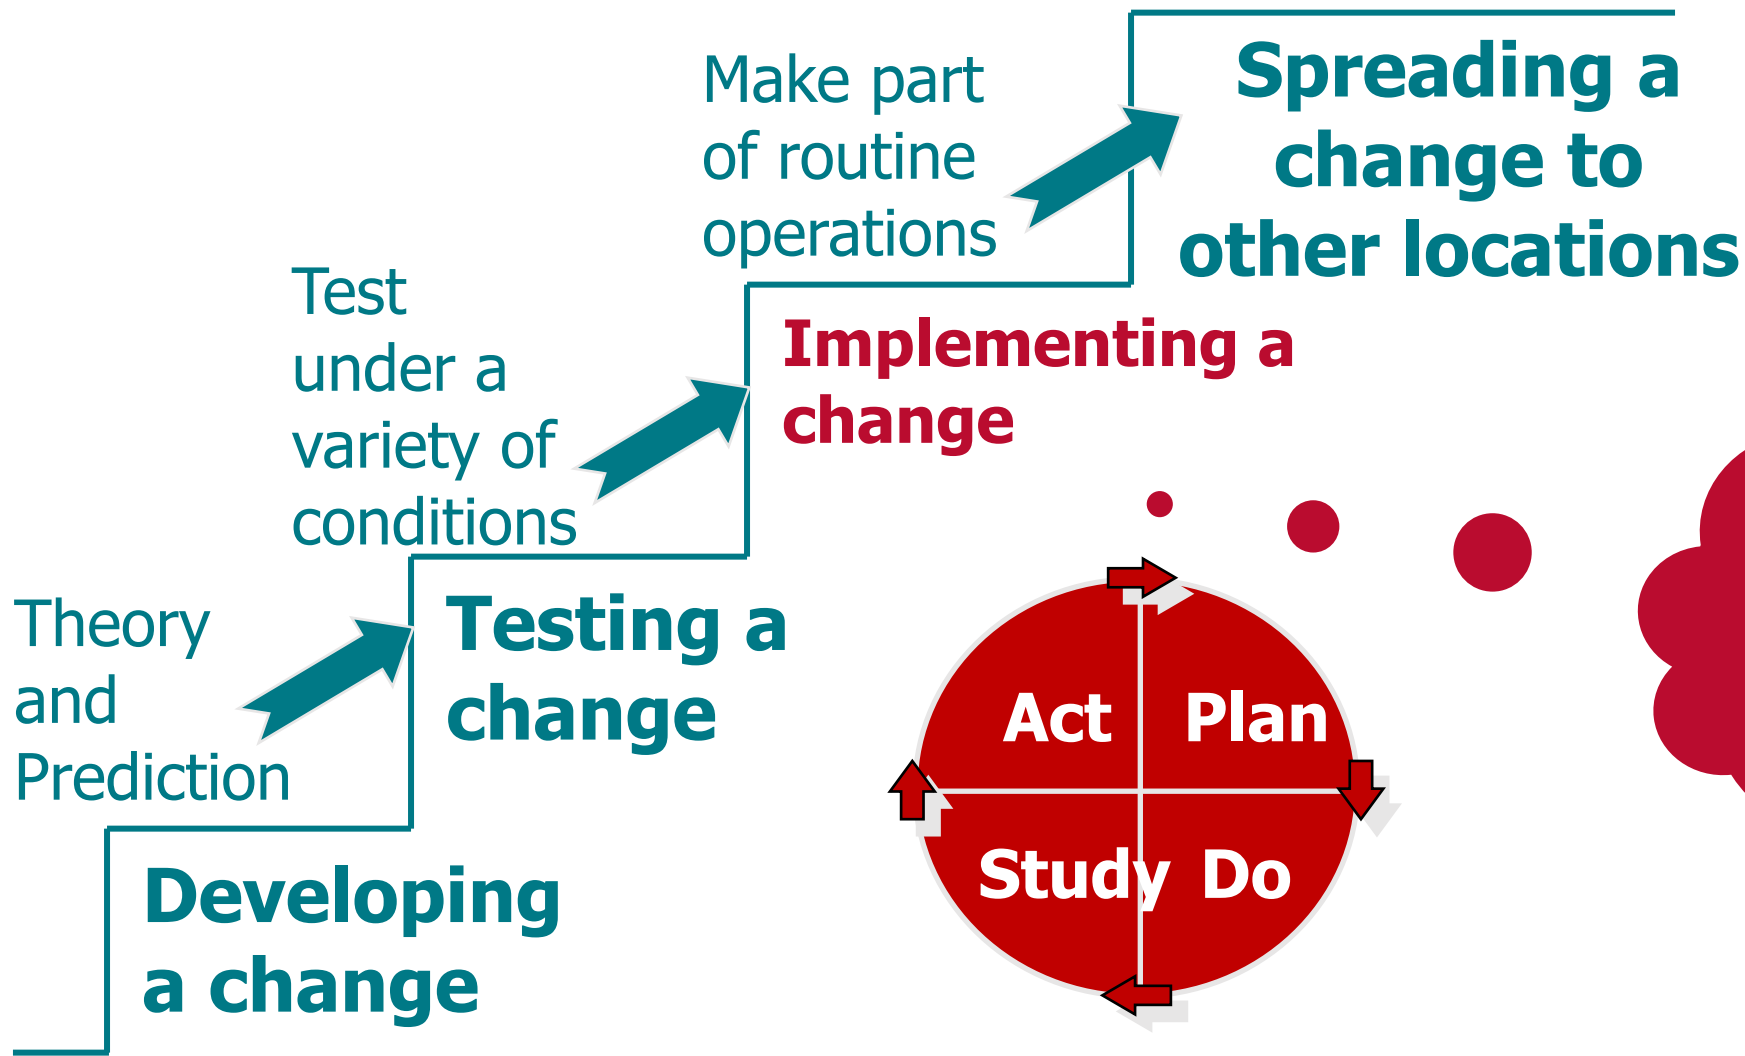 Make part
of routine
operations
Spreading a
change to
other locations
Test
under a
variety of
conditions
Implementing a
change
Theory
and
Prediction
Testing a
change
Act
Plan
Study
Do
Developing
a change